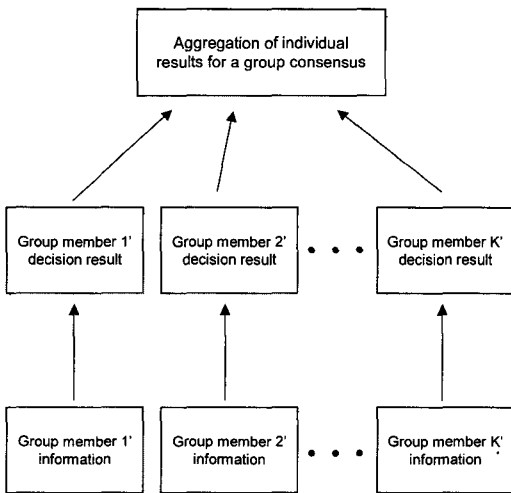 Aggregation of individual
results for a group consensus
Group member 1'
decision result
Group member 2'
decision result
• • •
Group member K'
decision result
Group member 1'
information
Group member 2'
information
• • •
Group member K'
information